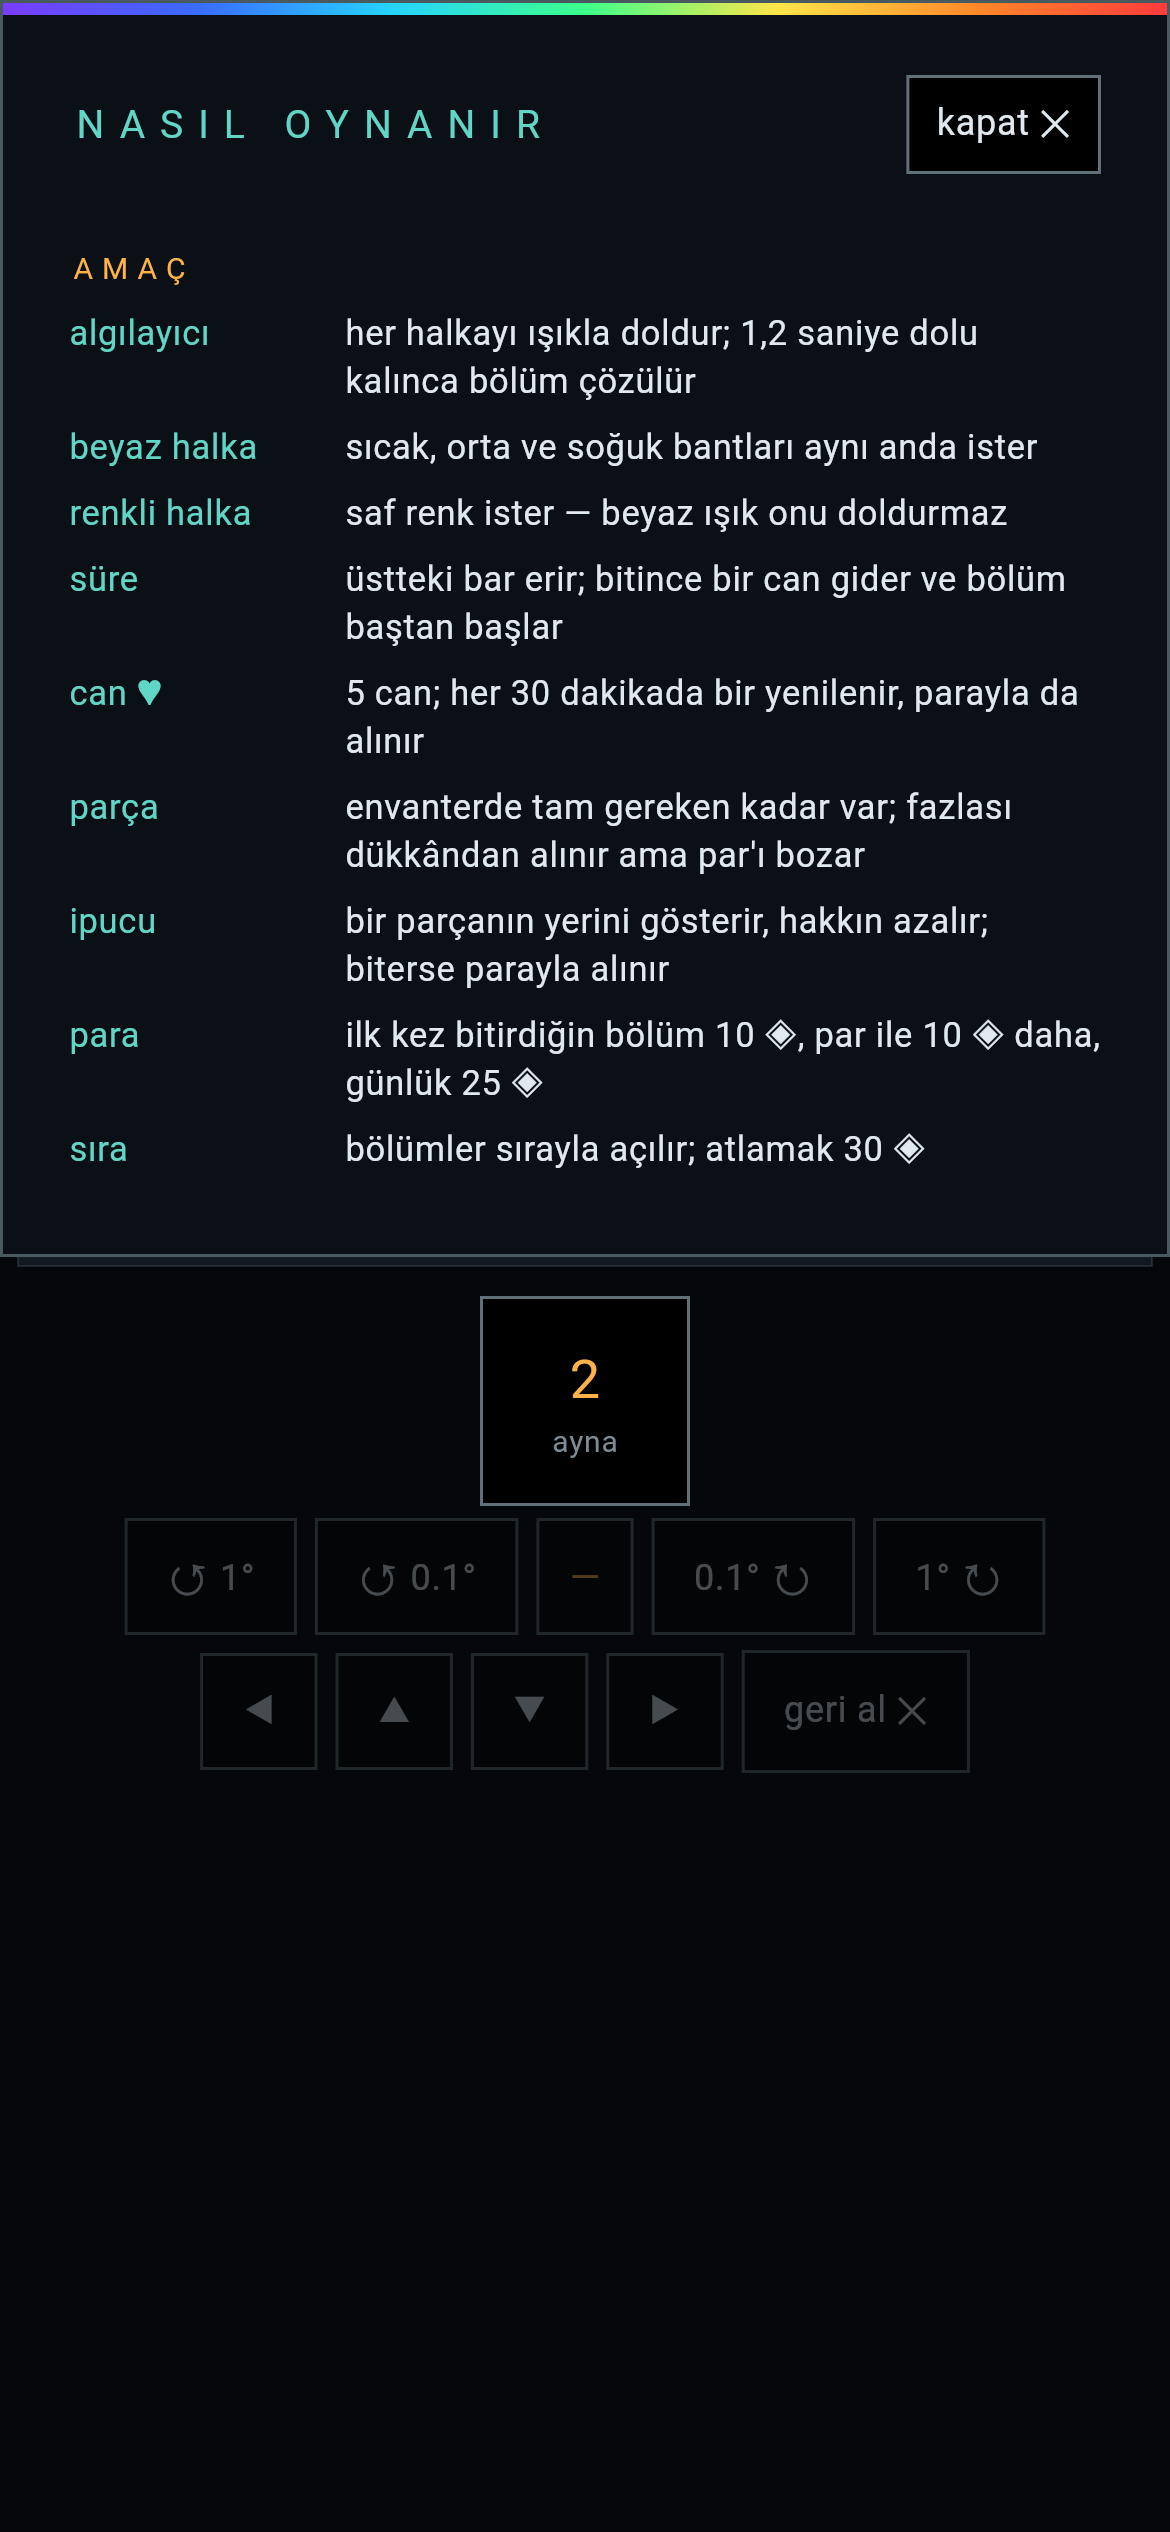 NASIL OYNANIR
kapat ✕
AMAÇ
algılayıcı her halkayı ışıkla doldur; 1,2 saniye dolu
kalınca bölüm çözülür
beyaz halka sıcak, orta ve soğuk bantları aynı anda ister
renkli halka saf renk ister — beyaz ışık onu doldurmaz
süre üstteki bar erir; bitince bir can gider ve bölüm
baştan başlar
can ♥ 5 can; her 30 dakikada bir yenilenir, parayla da
alınır
parça envanterde tam gereken kadar var; fazlası
dükkândan alınır ama par'ı bozar
ipucu bir parçanın yerini gösterir, hakkın azalır;
biterse parayla alınır
para ilk kez bitirdiğin bölüm 10 ◈, par ile 10 ◈ daha,
günlük 25 ◈
sıra bölümler sırayla açılır; atlamak 30 ◈
2
ayna
↺ 1° ↺ 0.1° — 0.1° ↻ 1° ↻
◀ ▲ ▼ ▶ geri al ✕